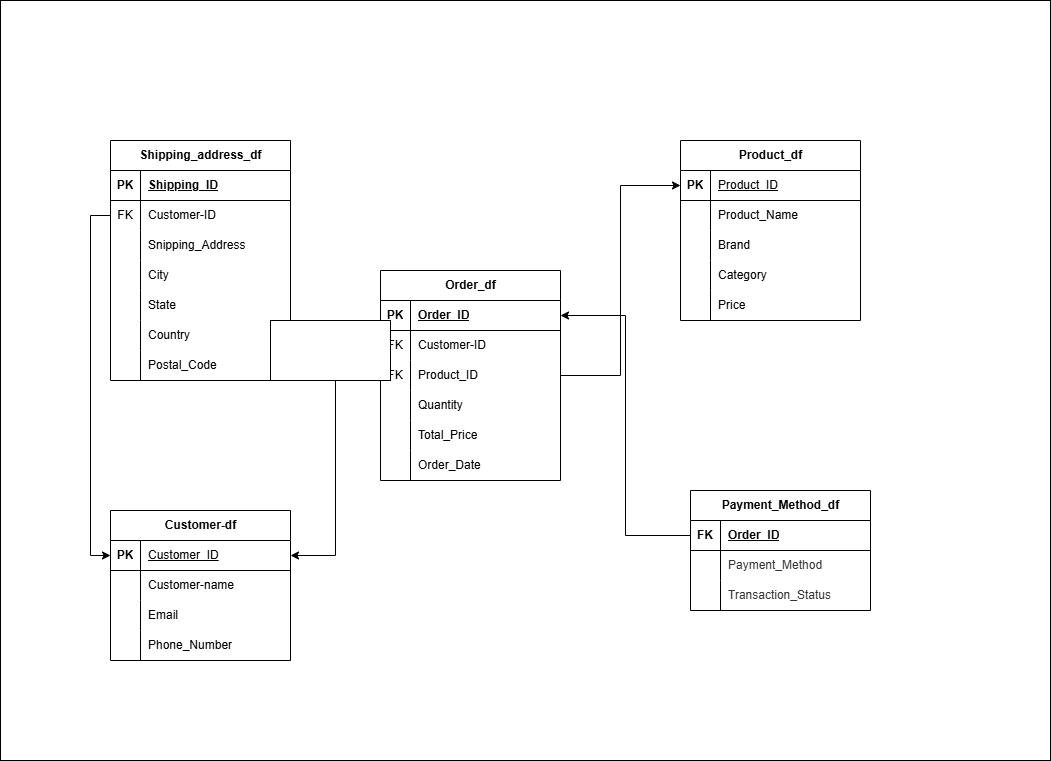 Shipping_address_df
PK Shipping_ID
FK Customer-ID
Snipping_Address
City
State
Country
Postal_Code
Product_df
PK Product_ID
Product_Name
Brand
Category
Price
Order_df
PK Order_ID
FK Customer-ID
FK Product_ID
Quantity
Total_Price
Order_Date
Customer-df
PK Customer_ID
Customer-name
Email
Phone_Number
Payment_Method_df
FK Order_ID
Payment_Method
Transaction_Status